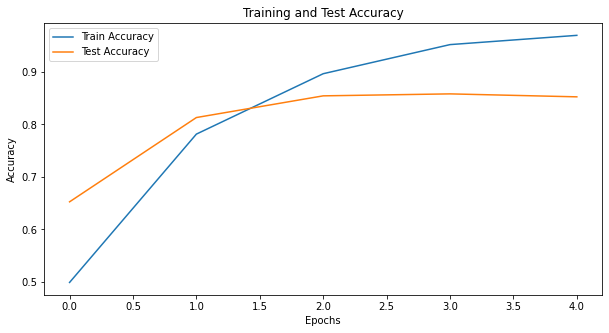 Training and Test Accuracy
Train Accuracy
Test Accuracy
Accuracy
0.9
0.8
0.7
0.6
0.5
0.0 0.5 1.0 1.5 2.0 2.5 3.0 3.5 4.0
Epochs